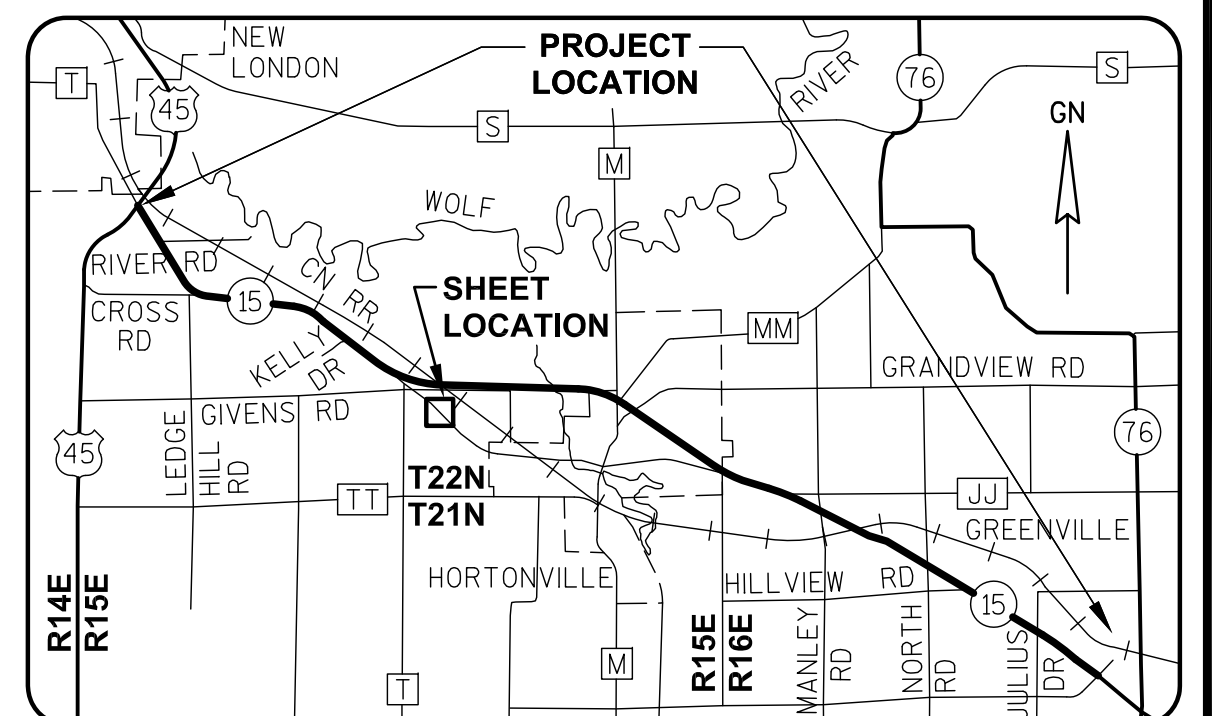 NEW
LONDON
PROJECT
LOCATION
RIVER
T
45
76
S
S
GN
M
WOLF
RIVER RD
CN RR
15
CROSS
RD
SHEET
LOCATION
MM
KELLY
DR
GRANDVIEW RD
GIVENS RD
LEDGE
HILL
RD
45
76
T22N
T21N
TT
JJ
GREENVILLE
HORTONVILLE
HILLVIEW RD
R14E
R15E
15
R15E
R16E
MANLEY
RD
NORTH
RD
JULIUS
DR
M
T